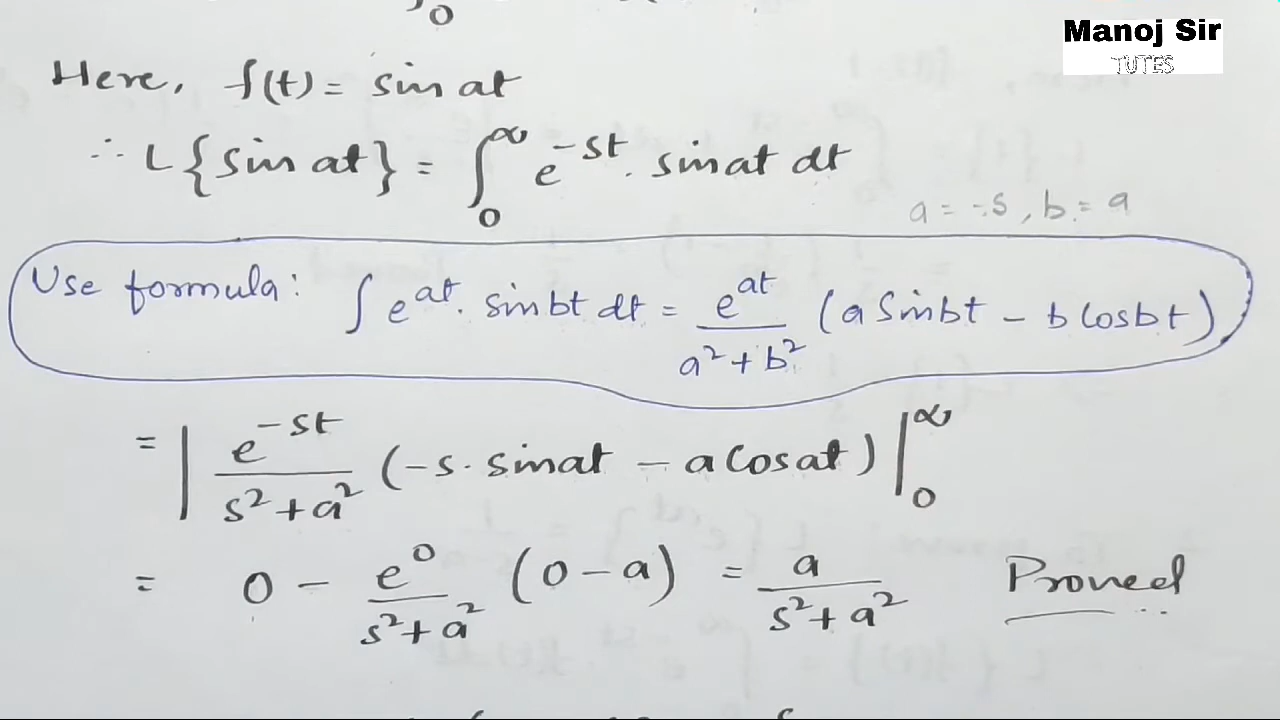 ∫₀
Manoj Sir
TUTES
Here, f(t) = sin at
∴ L{sin at} = ∫₀^∞ e^(-st) . sin at dt
a = -s, b = a
Use formula: ∫ e^(at) . sin bt dt = e^(at)/(a² + b²) (a sin bt - b cos bt)
= | e^(-st)/(s² + a²) (-s . sin at - a cos at) |₀^∞
= 0 - e⁰/(s² + a²) (0 - a) = a/(s² + a²) Proved